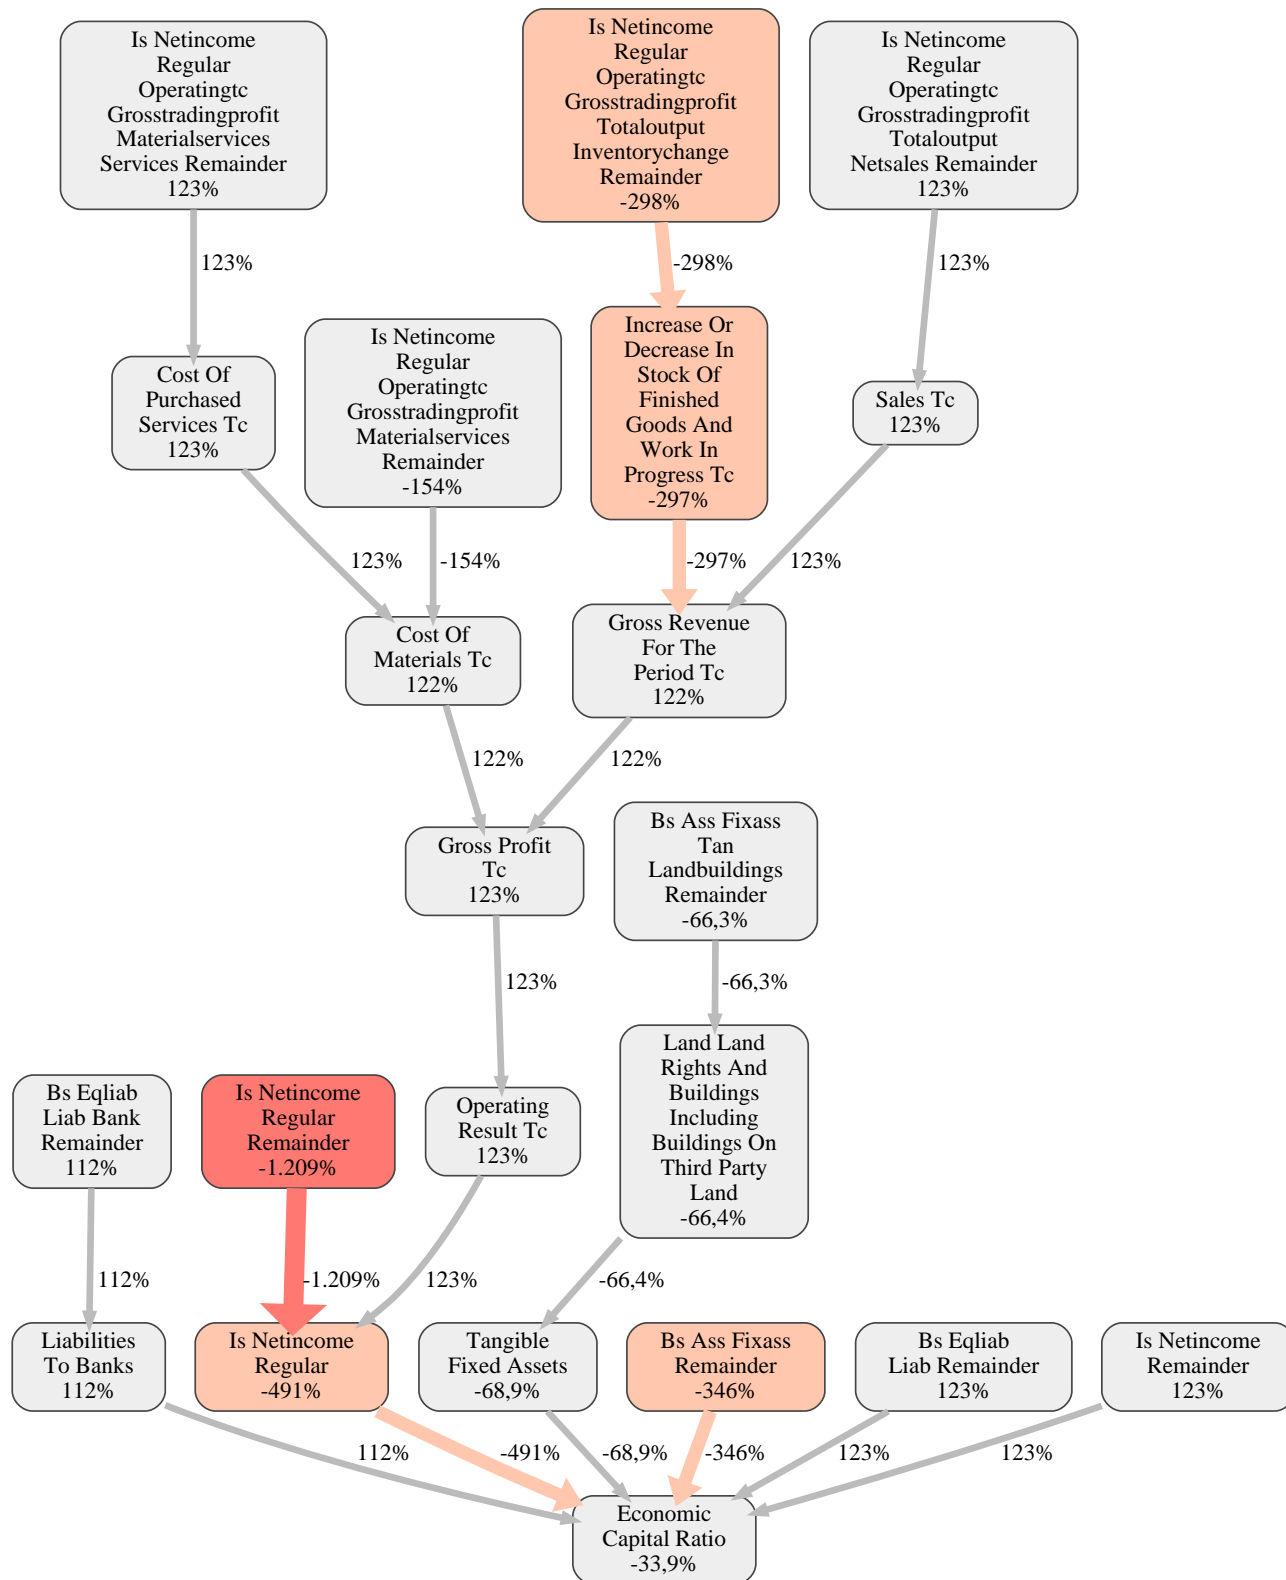 Is Netincome
Regular
Operatingtc
Grosstradingprofit
Materialservices
Services Remainder
123%
Is Netincome
Regular
Operatingtc
Grosstradingprofit
Totaloutput
Inventorychange
Remainder
-298%
Is Netincome
Regular
Operatingtc
Grosstradingprofit
Totaloutput
Netsales Remainder
123%
123%
-298%
123%
Cost Of
Purchased
Services Tc
123%
Is Netincome
Regular
Operatingtc
Grosstradingprofit
Materialservices
Remainder
-154%
Increase Or
Decrease In
Stock Of
Finished
Goods And
Work In
Progress Tc
-297%
Sales Tc
123%
123%
-154%
-297%
123%
Cost Of
Materials Tc
122%
Gross Revenue
For The
Period Tc
122%
122%
122%
Gross Profit
Tc
123%
Bs Ass Fixass
Tan
Landbuildings
Remainder
-66,3%
123%
-66,3%
Bs Eqliab
Liab Bank
Remainder
112%
Is Netincome
Regular
Remainder
-1.209%
Operating
Result Tc
123%
Land Land
Rights And
Buildings
Including
Buildings On
Third Party
Land
-66,4%
112%
-1.209%
123%
-66,4%
Liabilities
To Banks
112%
Is Netincome
Regular
-491%
Tangible
Fixed Assets
-68,9%
Bs Ass Fixass
Remainder
-346%
Bs Eqliab
Liab Remainder
123%
Is Netincome
Remainder
123%
112%
-491%
-68,9%
-346%
123%
123%
Economic
Capital Ratio
-33,9%